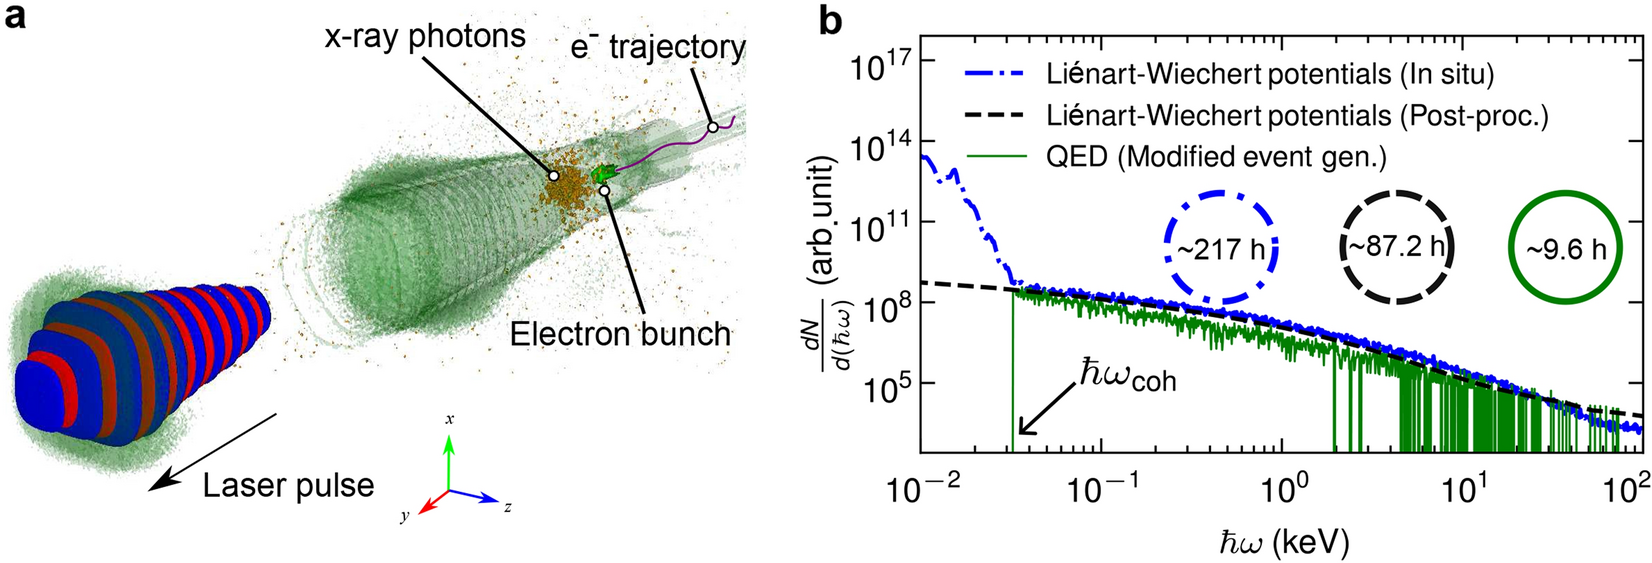 a
x-ray photons
e⁻ trajectory
Electron bunch
Laser pulse
x
y
z
b
10¹⁷
10¹⁴
10¹¹
10⁸
10⁵
dN/d(ℏω) (arb. unit)
Liénart-Wiechert potentials (In situ)
Liénart-Wiechert potentials (Post-proc.)
QED (Modified event gen.)
~217 h
~87.2 h
~9.6 h
ℏω_coh
10⁻² 10⁻¹ 10⁰ 10¹ 10²
ℏω (keV)